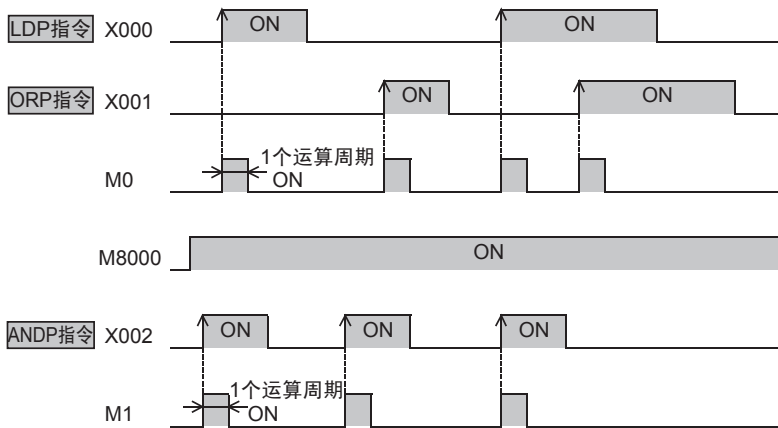 LDP指令 X000 ON ON
ORP指令 X001 ON ON
1个运算周期
M0 ON
M8000 ON
ANDP指令 X002 ON ON ON
1个运算周期
M1 ON